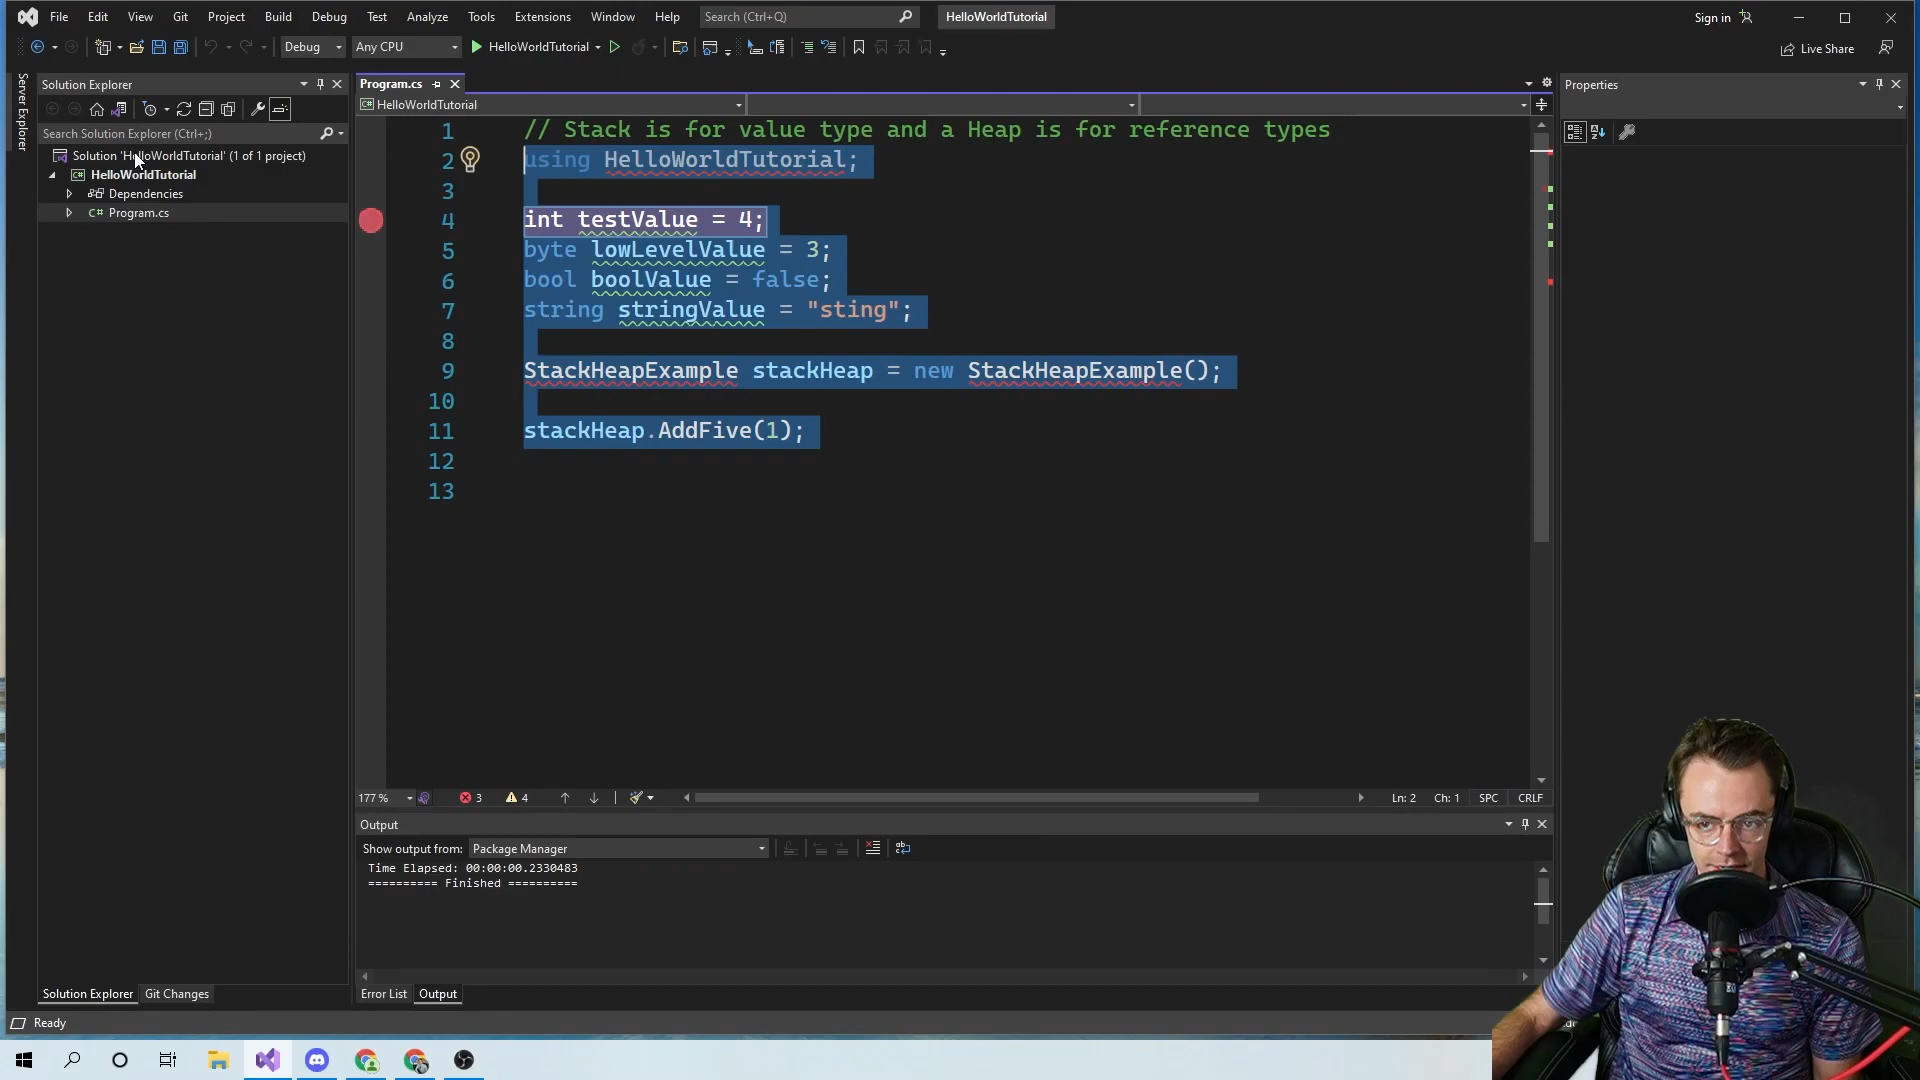 File Edit View Git Project Build Debug Test Analyze Tools Extensions Window Help Search (Ctrl+Q) HelloWorldTutorial Sign in
Debug Any CPU HelloWorldTutorial Live Share
Server Explorer
Solution Explorer
Search Solution Explorer (Ctrl+;)
Solution 'HelloWorldTutorial' (1 of 1 project)
C# HelloWorldTutorial
Dependencies
C# Program.cs
Program.cs
C# HelloWorldTutorial
1 // Stack is for value type and a Heap is for reference types
2 using HelloWorldTutorial;
3
4 int testValue = 4;
5 byte lowLevelValue = 3;
6 bool boolValue = false;
7 string stringValue = "sting";
8
9 StackHeapExample stackHeap = new StackHeapExample();
10
11 stackHeap.AddFive(1);
12
13
177 % 3 4 Ln: 2 Ch: 1 SPC CRLF
Output
Show output from: Package Manager
Time Elapsed: 00:00:00.2330483
========== Finished ==========
Error List Output
Properties
Solution Explorer Git Changes
Ready